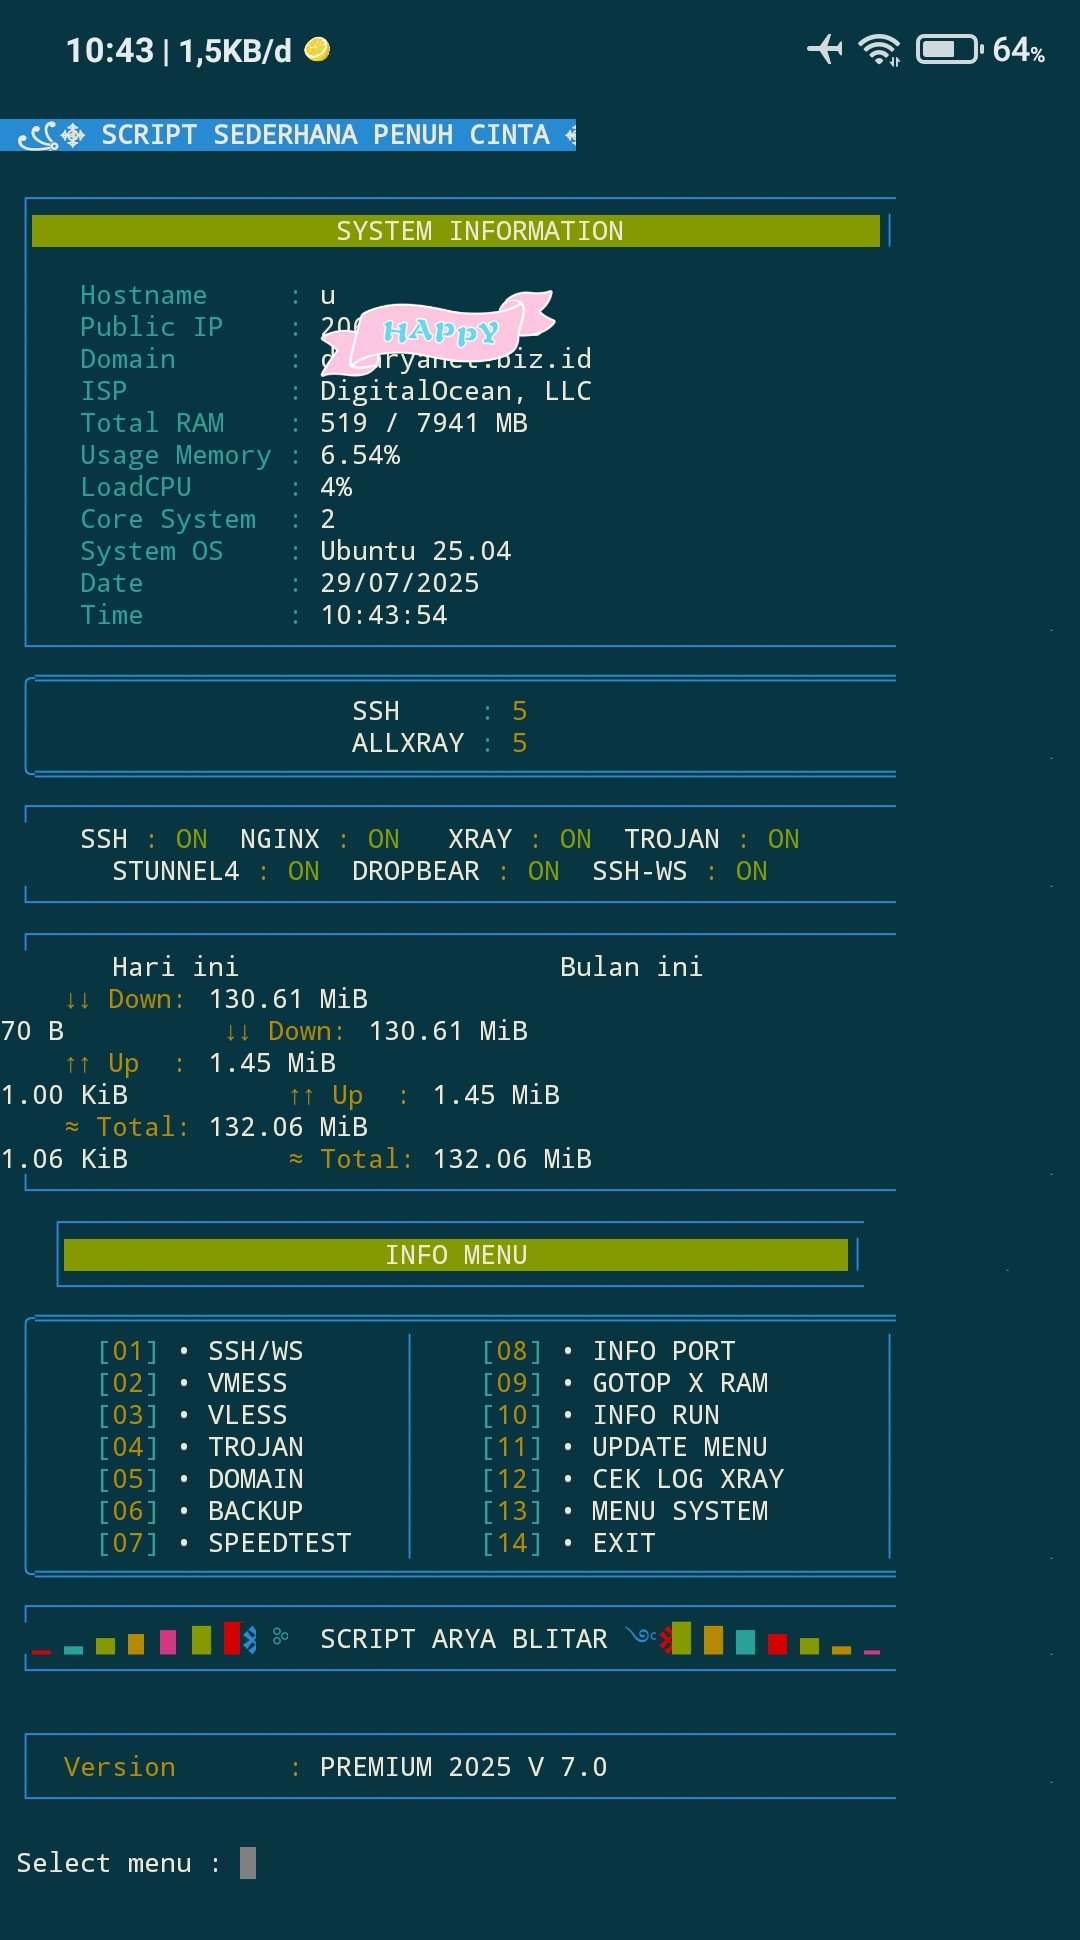 10:43 | 1,5KB/d
64%
SCRIPT SEDERHANA PENUH CINTA
SYSTEM INFORMATION
Hostname : u
Public IP : 20
HAppY
Domain : .biz.id
ISP : DigitalOcean, LLC
Total RAM : 519 / 7941 MB
Usage Memory : 6.54%
LoadCPU : 4%
Core System : 2
System OS : Ubuntu 25.04
Date : 29/07/2025
Time : 10:43:54
SSH : 5
ALLXRAY : 5
SSH : ON NGINX : ON XRAY : ON TROJAN : ON
STUNNEL4 : ON DROPBEAR : ON SSH-WS : ON
Hari ini Bulan ini
↓↓ Down: 130.61 MiB
70 B ↓↓ Down: 130.61 MiB
↑↑ Up : 1.45 MiB
1.00 KiB ↑↑ Up : 1.45 MiB
≈ Total: 132.06 MiB
1.06 KiB ≈ Total: 132.06 MiB
INFO MENU
[01] • SSH/WS [08] • INFO PORT
[02] • VMESS [09] • GOTOP X RAM
[03] • VLESS [10] • INFO RUN
[04] • TROJAN [11] • UPDATE MENU
[05] • DOMAIN [12] • CEK LOG XRAY
[06] • BACKUP [13] • MENU SYSTEM
[07] • SPEEDTEST [14] • EXIT
SCRIPT ARYA BLITAR
Version : PREMIUM 2025 V 7.0
Select menu :